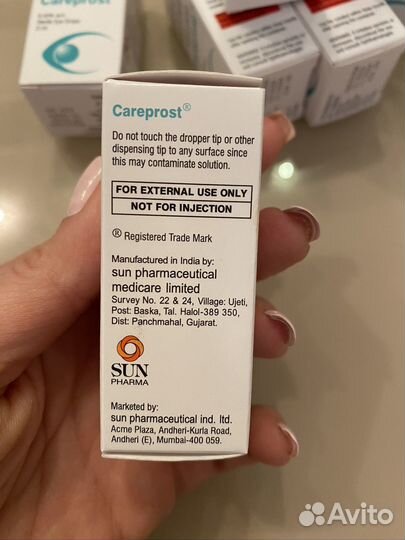 Careprost
Careprost®
Do not touch the dropper tip or other
dispensing tip to any surface since
this may contaminate solution.
FOR EXTERNAL USE ONLY
NOT FOR INJECTION
® Registered Trade Mark
Manufactured in India by:
sun pharmaceutical
medicare limited
Survey No. 22 & 24, Village: Ujeti,
Post: Baska, Tal. Halol-389 350,
Dist: Panchmahal, Gujarat.
SUN
PHARMA
Marketed by:
sun pharmaceutical ind. ltd.
Acme Plaza, Andheri-Kurla Road,
Andheri (E), Mumbai-400 059.
Avito